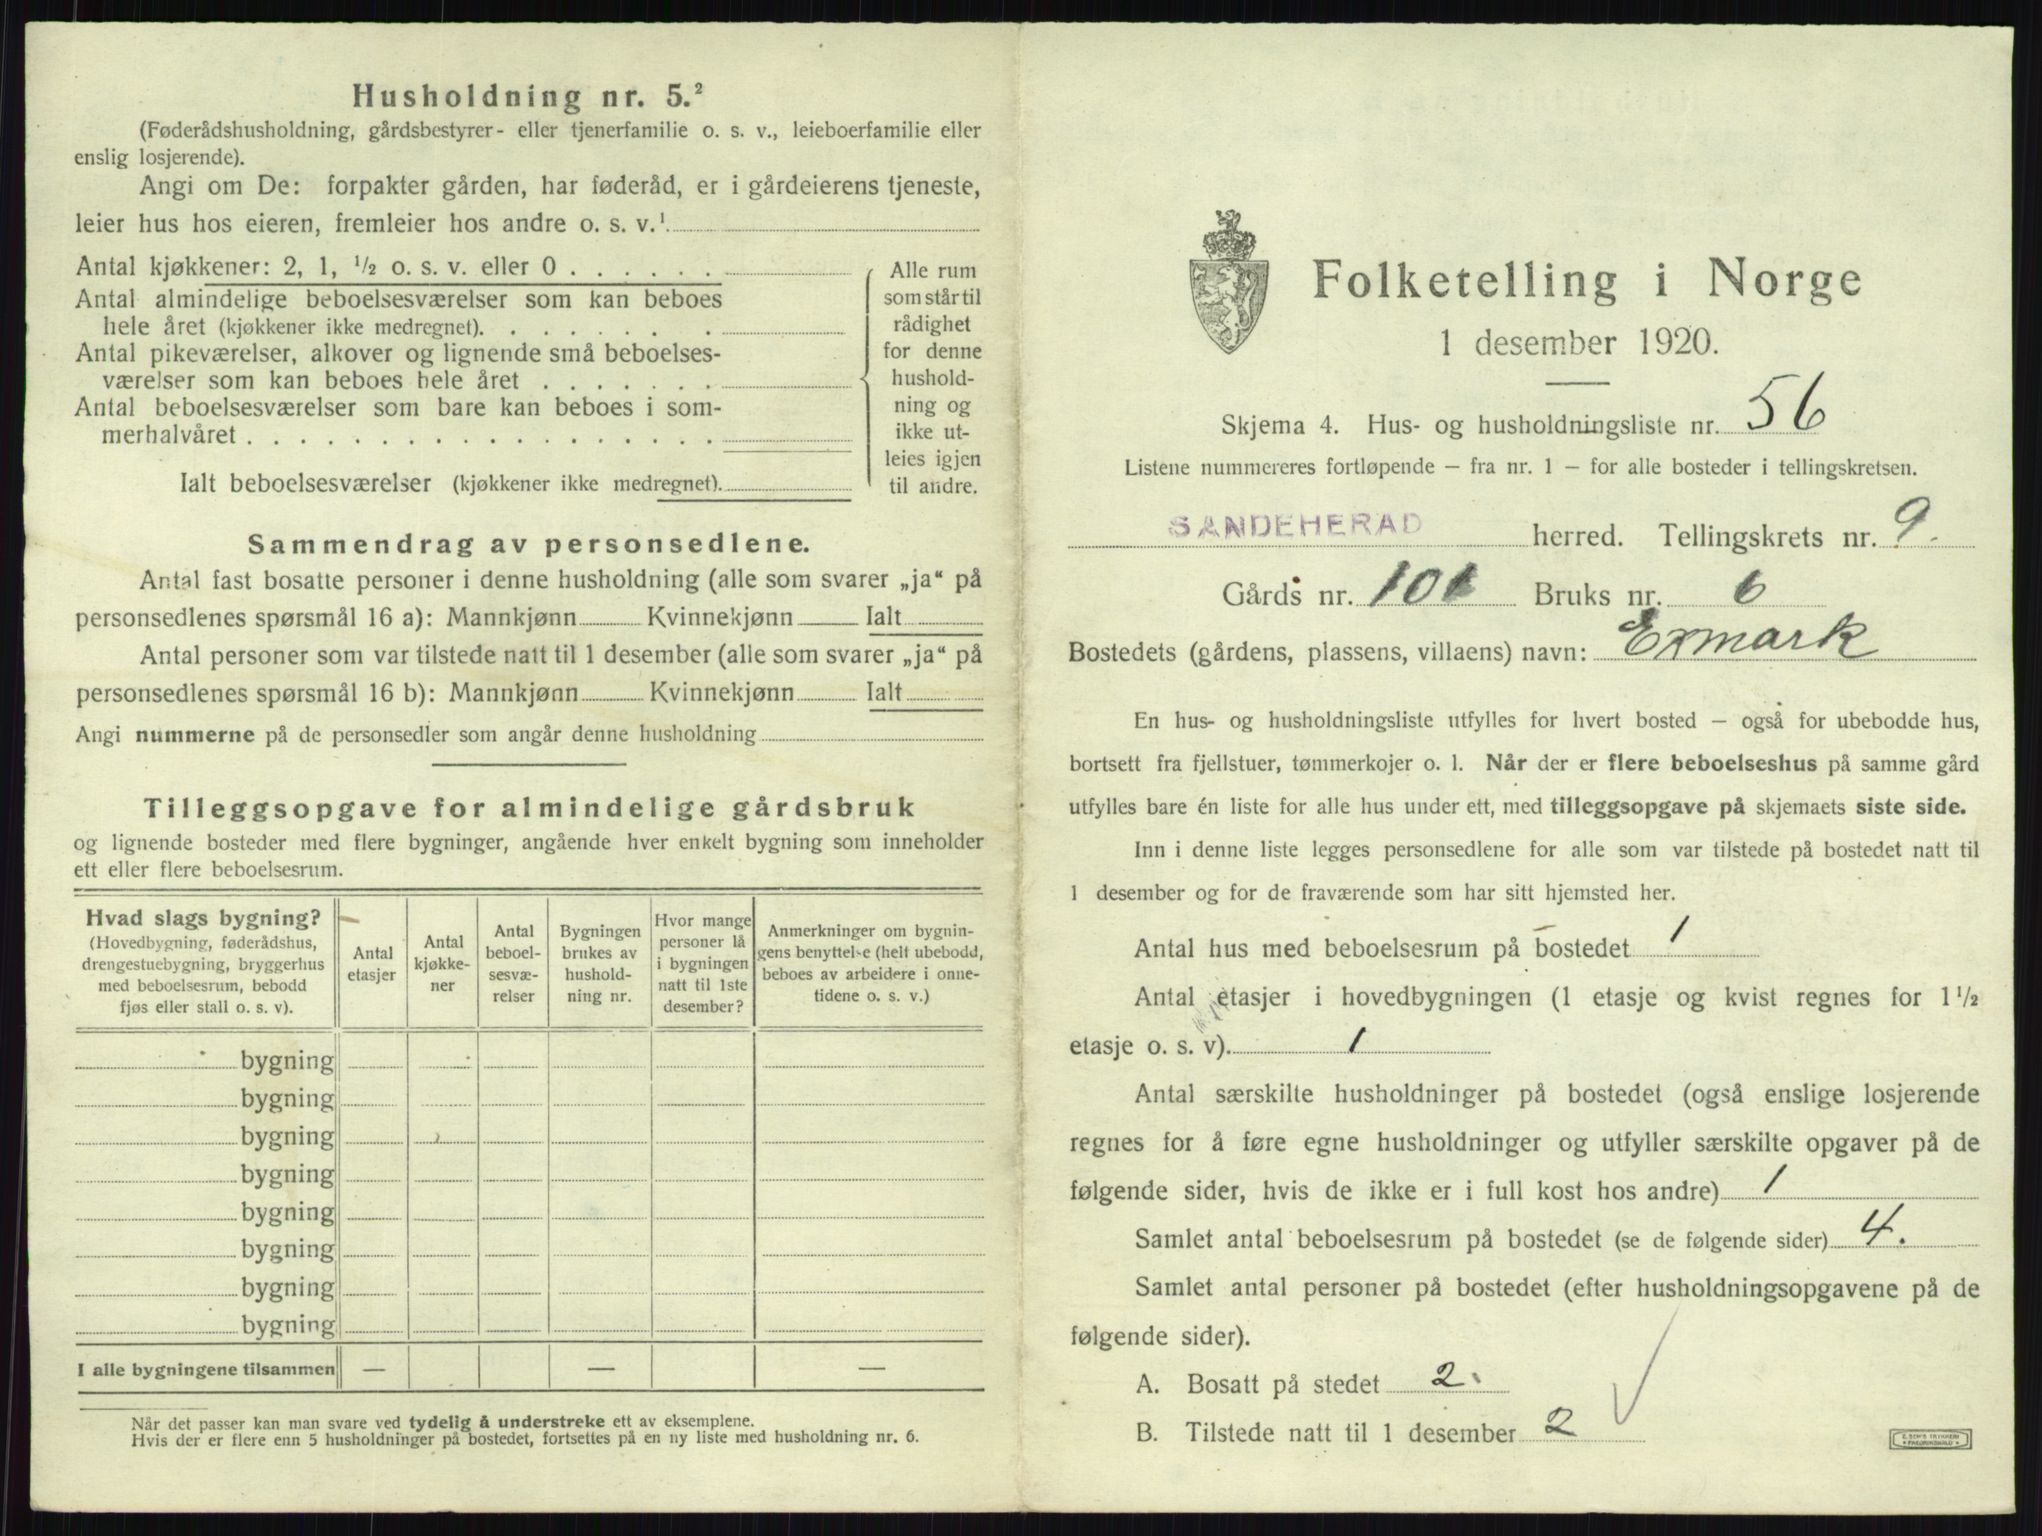 Husholdning nr. 5.²
(Føderådshusholdning, gårdsbestyrer- eller tjenerfamilie o. s. v., leieboerfamilie eller
enslig losjerende).
Angi om De: forpakter gården, har føderåd, er i gårdeierens tjeneste,
leier hus hos eieren, fremleier hos andre o. s. v.¹
Antal kjøkkener: 2, 1, ½ o. s. v. eller 0 . . . . . .
Antal almindelige beboelsesværelser som kan beboes
hele året (kjøkkener ikke medregnet). . . . . . . .
Antal pikeværelser, alkover og lignende små beboelses-
værelser som kan beboes hele året . . . . . . .
Antal beboelsesværelser som bare kan beboes i som-
merhalvåret . . . . . . . . . . . . . . . . . .
Ialt beboelsesværelser (kjøkkener ikke medregnet).
Alle rum
som står til
rådighet
for denne
hushold-
ning og
ikke ut-
leies igjen
til andre.
Sammendrag av personsedlene.
Antal fast bosatte personer i denne husholdning (alle som svarer „ja“ på
personsedlenes spørsmål 16 a): Mannkjønn Kvinnekjønn Ialt
Antal personer som var tilstede natt til 1 desember (alle som svarer „ja“ på
personsedlenes spørsmål 16 b): Mannkjønn Kvinnekjønn Ialt
Angi nummerne på de personsedler som angår denne husholdning
Tilleggsopgave for almindelige gårdsbruk
og lignende bosteder med flere bygninger, angående hver enkelt bygning som inneholder
ett eller flere beboelsesrum.
Hvad slags bygning?
(Hovedbygning, føderådshus,
drengestuebygning, bryggerhus
med beboelsesrum, bebodd
fjøs eller stall o. s. v).
Antal
etasjer
Antal
kjøkke-
ner
Antal
beboel-
sesvæ-
relser
Bygningen
brukes av
hushold-
ning nr.
Hvor mange
personer lå
i bygningen
natt til 1ste
desember?
Anmerkninger om bygnin-
gens benyttelse (helt ubebodd,
beboes av arbeidere i onne-
tidene o. s. v.)
bygning
bygning
bygning
bygning
bygning
bygning
bygning
bygning
I alle bygningene tilsammen — — —
Når det passer kan man svare ved tydelig å understreke ett av eksemplene.
Hvis der er flere enn 5 husholdninger på bostedet, fortsettes på en ny liste med husholdning nr. 6.
Folketelling i Norge
1 desember 1920.
Skjema 4. Hus- og husholdningsliste nr. 56
Listene nummereres fortløpende — fra nr. 1 — for alle bosteder i tellingskretsen.
SANDEHERAD herred. Tellingskrets nr. 9.
Gårds nr. 101 Bruks nr. 6
Bostedets (gårdens, plassens, villaens) navn: Exmark
En hus- og husholdningsliste utfylles for hvert bosted — også for ubebodde hus,
bortsett fra fjellstuer, tømmerkojer o. l. Når der er flere beboelseshus på samme gård
utfylles bare én liste for alle hus under ett, med tilleggsopgave på skjemaets siste side.
Inn i denne liste legges personsedlene for alle som var tilstede på bostedet natt til
1 desember og for de fraværende som har sitt hjemsted her.
Antal hus med beboelsesrum på bostedet 1
Antal etasjer i hovedbygningen (1 etasje og kvist regnes for 1½
etasje o. s. v). 1
Antal særskilte husholdninger på bostedet (også enslige losjerende
regnes for å føre egne husholdninger og utfyller særskilte opgaver på de
følgende sider, hvis de ikke er i full kost hos andre) 1
Samlet antal beboelsesrum på bostedet (se de følgende sider) 4.
Samlet antal personer på bostedet (efter husholdningsopgavene på de
følgende sider).
A. Bosatt på stedet 2.
B. Tilstede natt til 1 desember 2